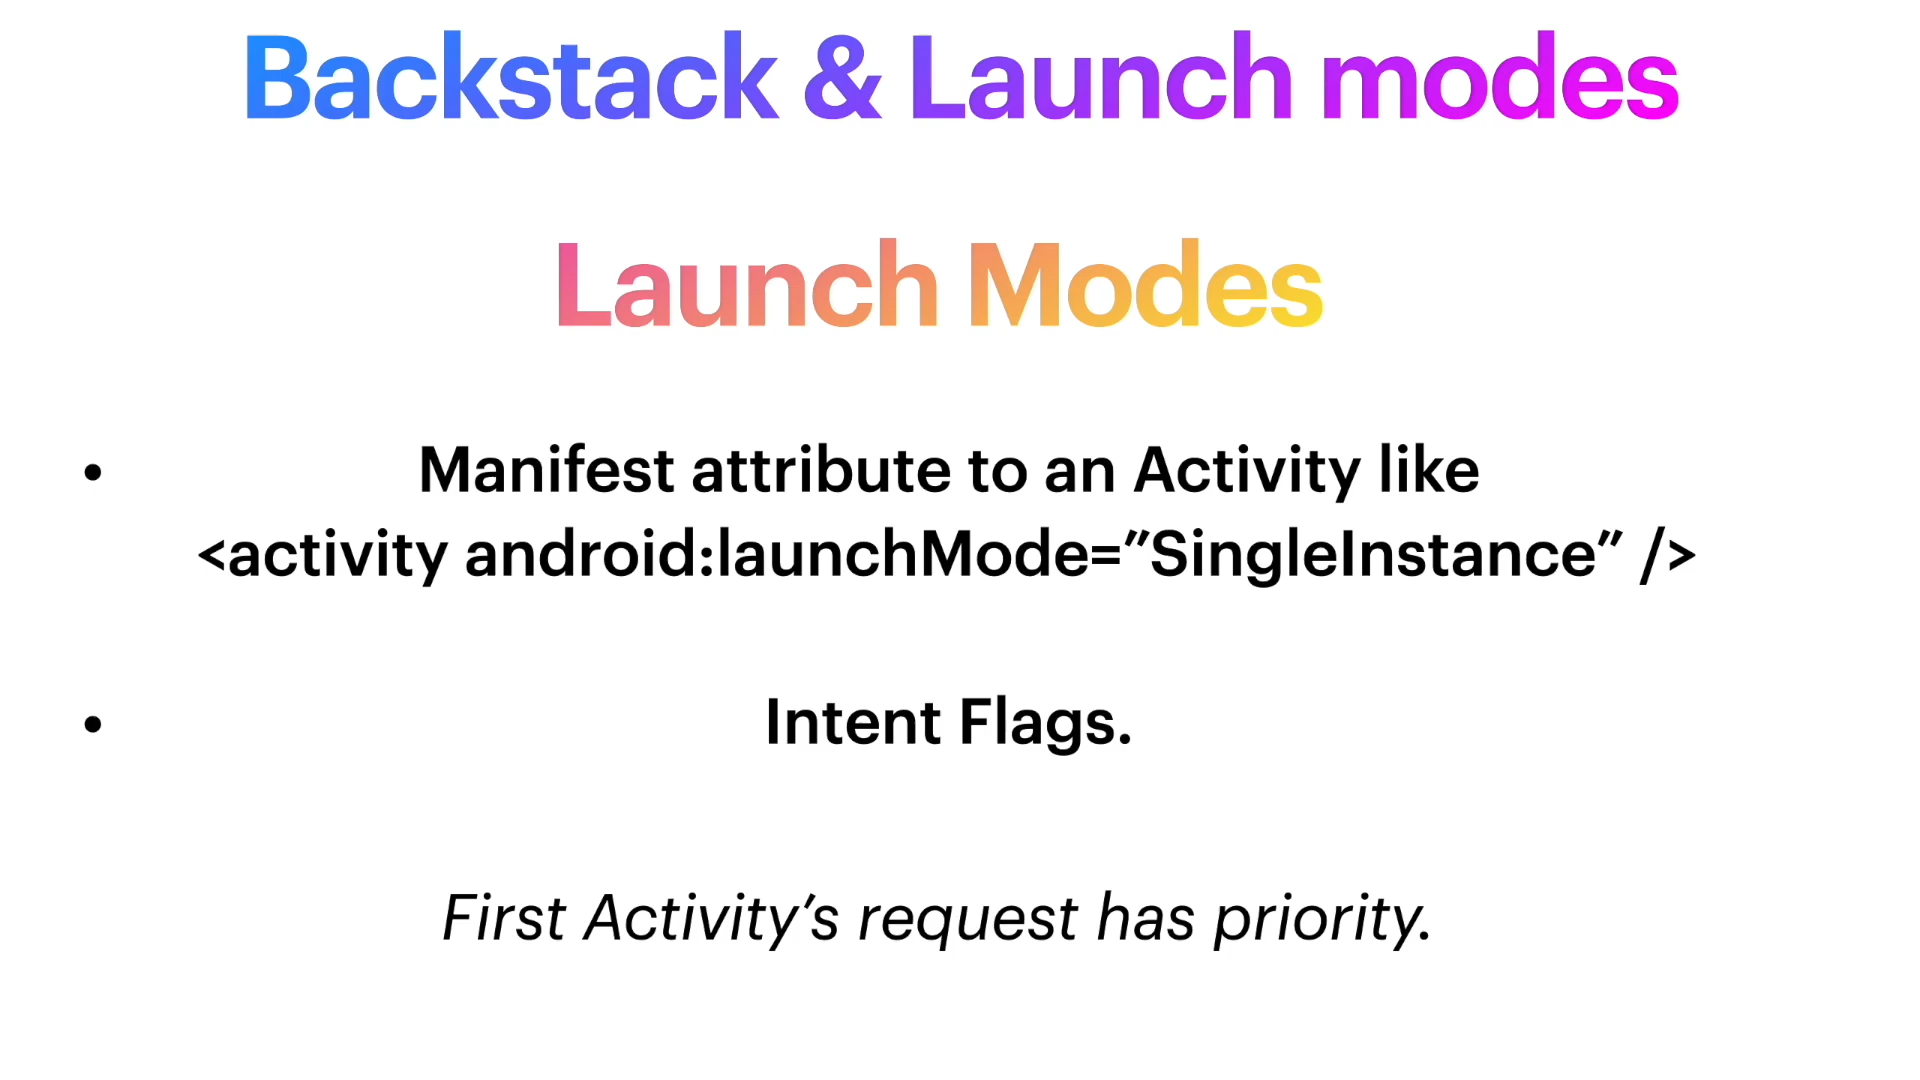 Backstack & Launch modes
Launch Modes
• Manifest attribute to an Activity like
<activity android:launchMode=”SingleInstance” />
• Intent Flags.
First Activity’s request has priority.